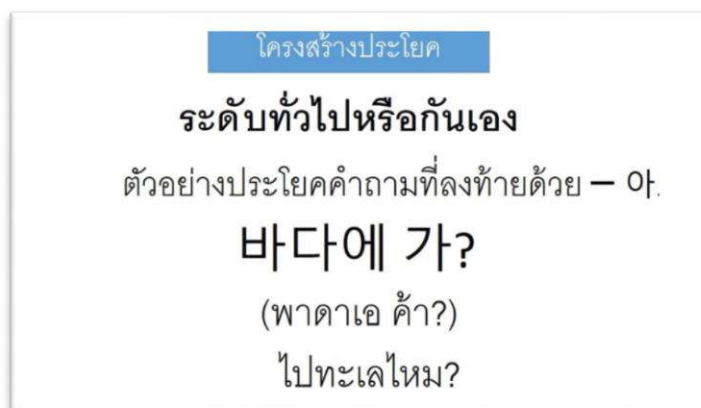 โครงสร้างประโยค
ระดับทั่วไปหรือกันเอง
ตัวอย่างประโยคคำถามที่ลงท้ายด้วย – 아.
바다에 가?
(พาดาเอ ค้า?)
ไปทะเลไหม?